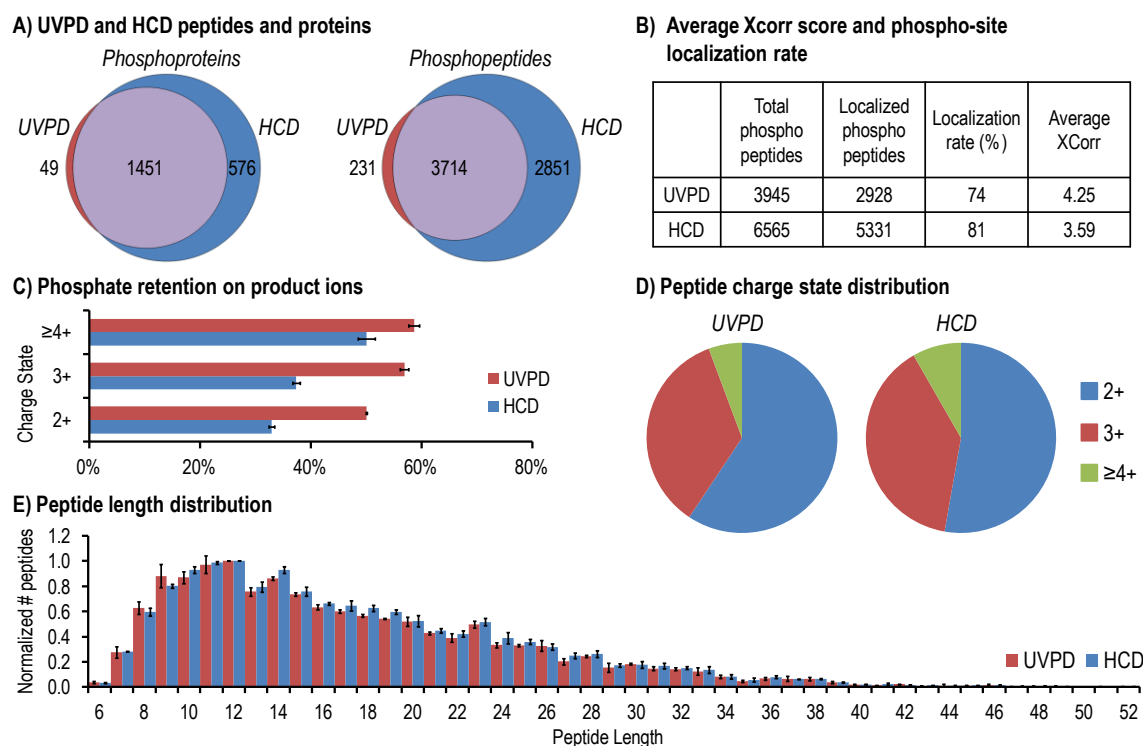 A) UVPD and HCD peptides and proteins
Phosphoproteins
UVPD
HCD
49
1451
576
Phosphopeptides
UVPD
HCD
231
3714
2851
B) Average Xcorr score and phospho-site
localization rate
Total phospho peptides
Localized phospho peptides
Localization rate (%)
Average XCorr
UVPD 3945 2928 74 4.25
HCD 6565 5331 81 3.59
C) Phosphate retention on product ions
Charge State
≥4+
3+
2+
0% 20% 40% 60% 80%
UVPD
HCD
D) Peptide charge state distribution
UVPD
HCD
2+
3+
≥4+
E) Peptide length distribution
Normalized # peptides
1.2
1.0
0.8
0.6
0.4
0.2
0.0
6 8 10 12 14 16 18 20 22 24 26 28 30 32 34 36 38 40 42 44 46 48 50 52
Peptide Length
UVPD HCD